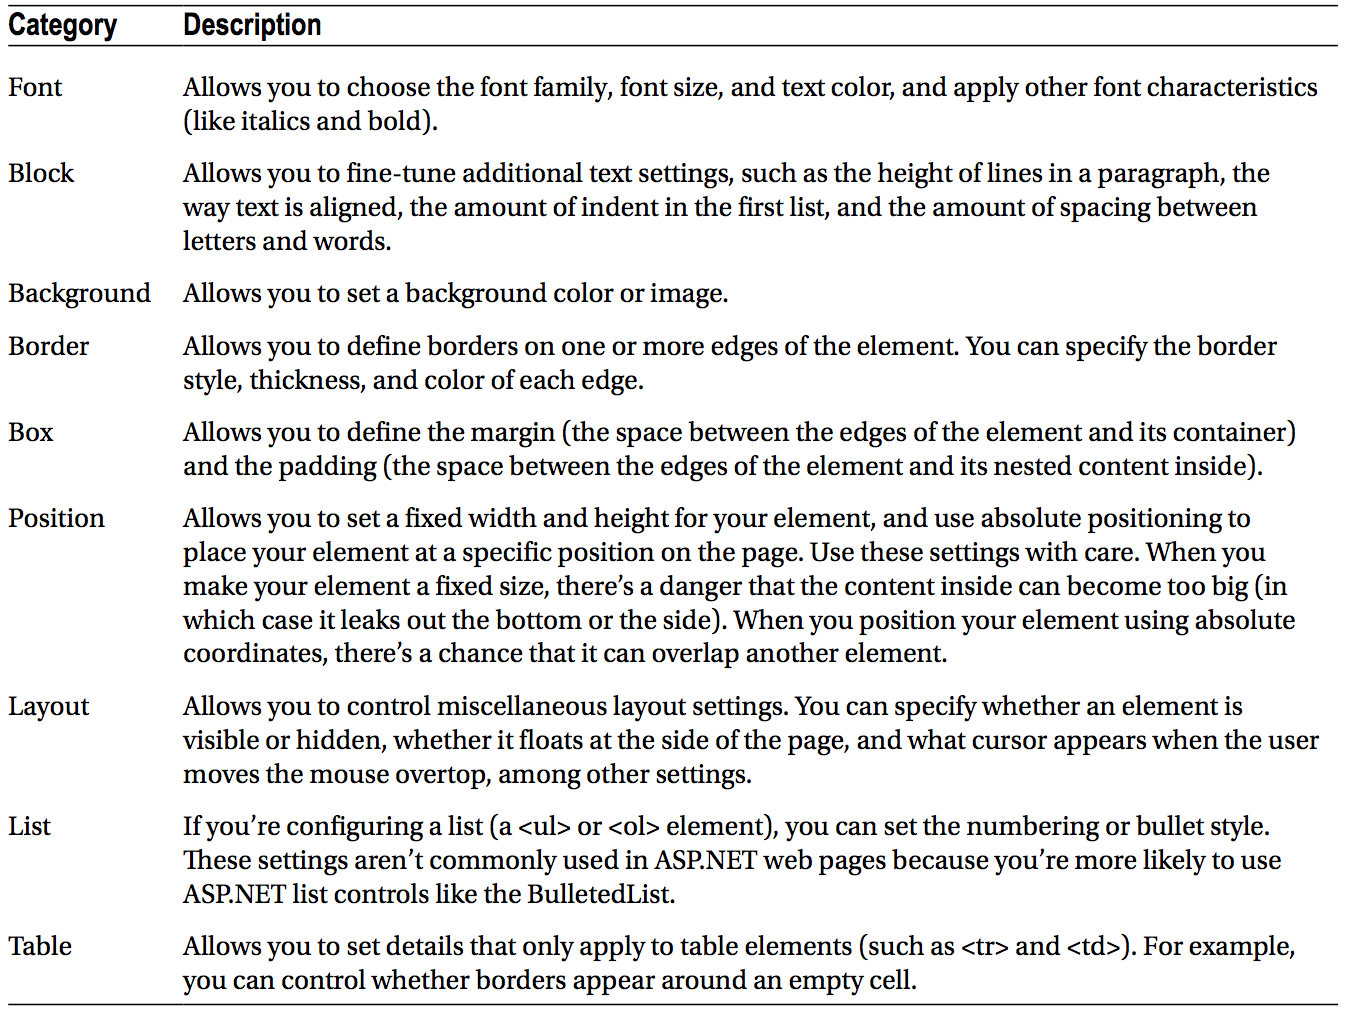 Category Description
Font Allows you to choose the font family, font size, and text color, and apply other font characteristics
(like italics and bold).
Block Allows you to fine-tune additional text settings, such as the height of lines in a paragraph, the
way text is aligned, the amount of indent in the first list, and the amount of spacing between
letters and words.
Background Allows you to set a background color or image.
Border Allows you to define borders on one or more edges of the element. You can specify the border
style, thickness, and color of each edge.
Box Allows you to define the margin (the space between the edges of the element and its container)
and the padding (the space between the edges of the element and its nested content inside).
Position Allows you to set a fixed width and height for your element, and use absolute positioning to
place your element at a specific position on the page. Use these settings with care. When you
make your element a fixed size, there’s a danger that the content inside can become too big (in
which case it leaks out the bottom or the side). When you position your element using absolute
coordinates, there’s a chance that it can overlap another element.
Layout Allows you to control miscellaneous layout settings. You can specify whether an element is
visible or hidden, whether it floats at the side of the page, and what cursor appears when the user
moves the mouse overtop, among other settings.
List If you’re configuring a list (a <ul> or <ol> element), you can set the numbering or bullet style.
These settings aren’t commonly used in ASP.NET web pages because you’re more likely to use
ASP.NET list controls like the BulletedList.
Table Allows you to set details that only apply to table elements (such as <tr> and <td>). For example,
you can control whether borders appear around an empty cell.